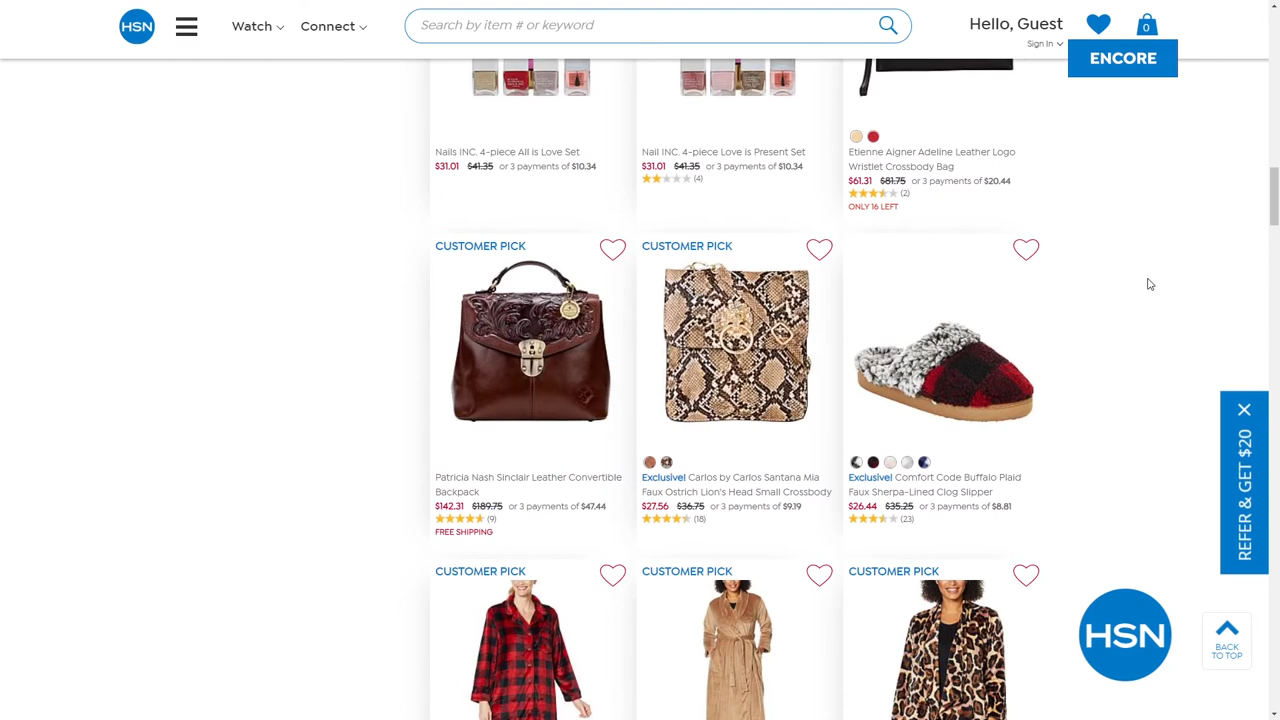 HSN
Watch
Connect
Search by item # or keyword
Hello, Guest
Sign In
0
ENCORE
Nails INC. 4-piece All is Love Set
$31.01 $41.35 or 3 payments of $10.34
Nail INC. 4-piece Love is Present Set
$31.01 $41.35 or 3 payments of $10.34
(4)
Etienne Aigner Adeline Leather Logo
Wristlet Crossbody Bag
$61.31 $81.75 or 3 payments of $20.44
(2)
ONLY 16 LEFT
CUSTOMER PICK
Patricia Nash Sinclair Leather Convertible
Backpack
$142.31 $189.75 or 3 payments of $47.44
(9)
FREE SHIPPING
CUSTOMER PICK
Exclusive! Carlos by Carlos Santana Mia
Faux Ostrich Lion's Head Small Crossbody
$27.56 $36.75 or 3 payments of $9.19
(18)
Exclusive! Comfort Code Buffalo Plaid
Faux Sherpa-Lined Clog Slipper
$26.44 $35.25 or 3 payments of $8.81
(23)
CUSTOMER PICK
CUSTOMER PICK
CUSTOMER PICK
REFER & GET $20
HSN
BACK
TO TOP